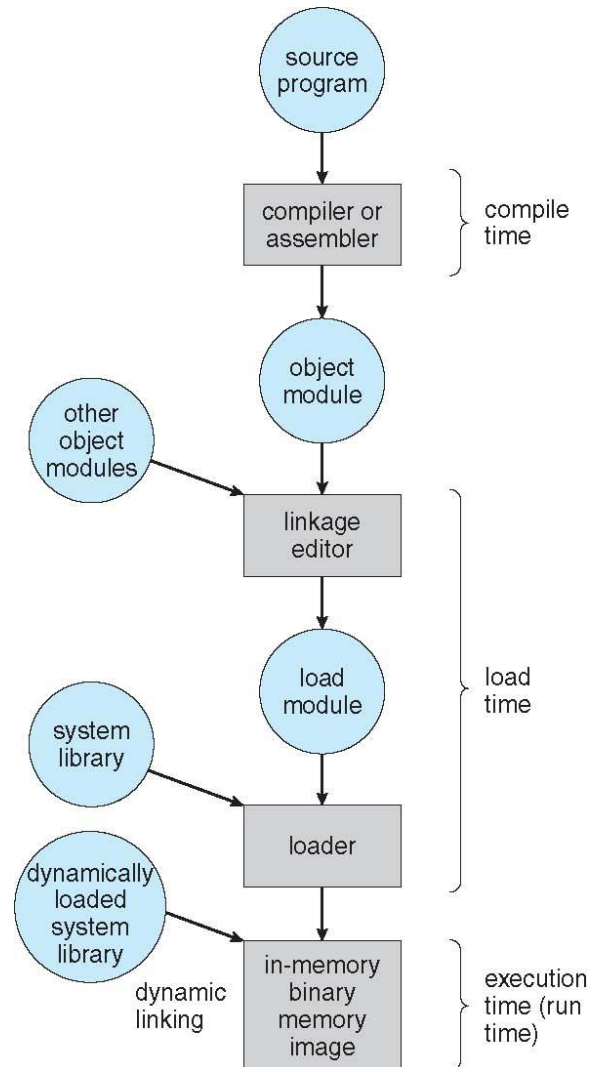 source
program
compiler or
assembler
compile
time
object
module
other
object
modules
linkage
editor
load
module
load
time
system
library
loader
dynamically
loaded
system
library
dynamic
linking
in-memory
binary
memory
image
execution
time (run
time)